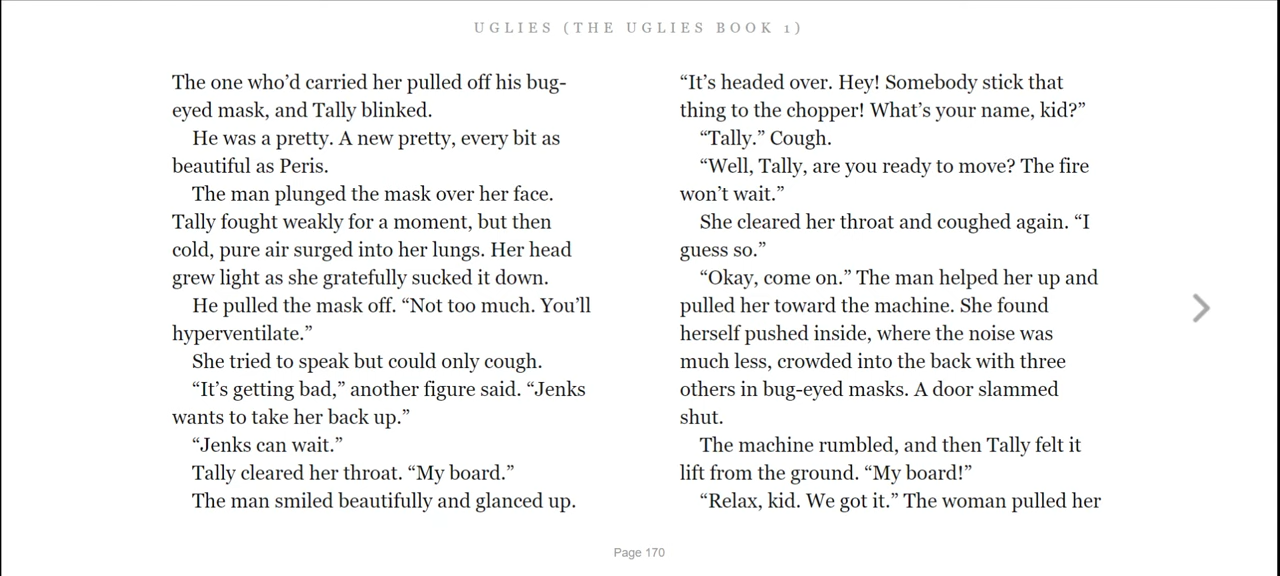 UGLIES (THE UGLIES BOOK 1)
The one who’d carried her pulled off his bug-
eyed mask, and Tally blinked.
He was a pretty. A new pretty, every bit as
beautiful as Peris.
The man plunged the mask over her face.
Tally fought weakly for a moment, but then
cold, pure air surged into her lungs. Her head
grew light as she gratefully sucked it down.
He pulled the mask off. “Not too much. You’ll
hyperventilate.”
She tried to speak but could only cough.
“It’s getting bad,” another figure said. “Jenks
wants to take her back up.”
“Jenks can wait.”
Tally cleared her throat. “My board.”
The man smiled beautifully and glanced up.
“It’s headed over. Hey! Somebody stick that
thing to the chopper! What’s your name, kid?”
“Tally.” Cough.
“Well, Tally, are you ready to move? The fire
won’t wait.”
She cleared her throat and coughed again. “I
guess so.”
“Okay, come on.” The man helped her up and
pulled her toward the machine. She found
herself pushed inside, where the noise was
much less, crowded into the back with three
others in bug-eyed masks. A door slammed
shut.
The machine rumbled, and then Tally felt it
lift from the ground. “My board!”
“Relax, kid. We got it.” The woman pulled her
Page 170